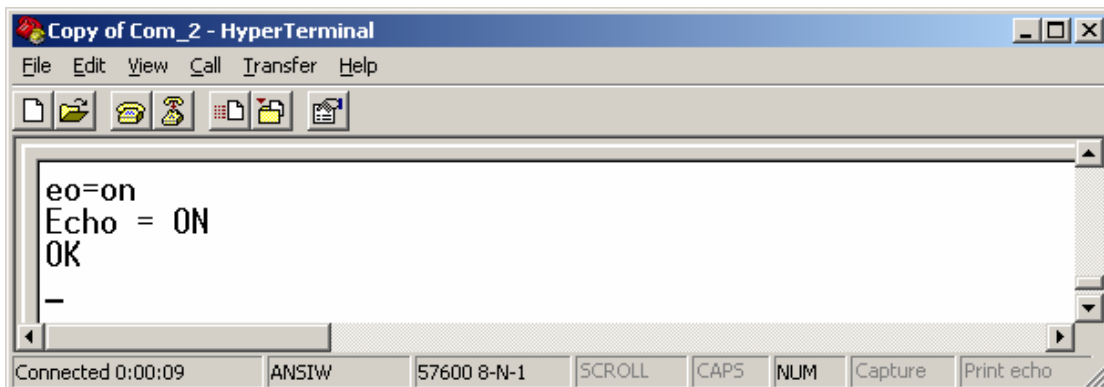 Copy of Com_2 - HyperTerminal
File Edit View Call Transfer Help
eo=on
Echo = ON
OK
_
Connected 0:00:09 ANSIW 57600 8-N-1 SCROLL CAPS NUM Capture Print echo